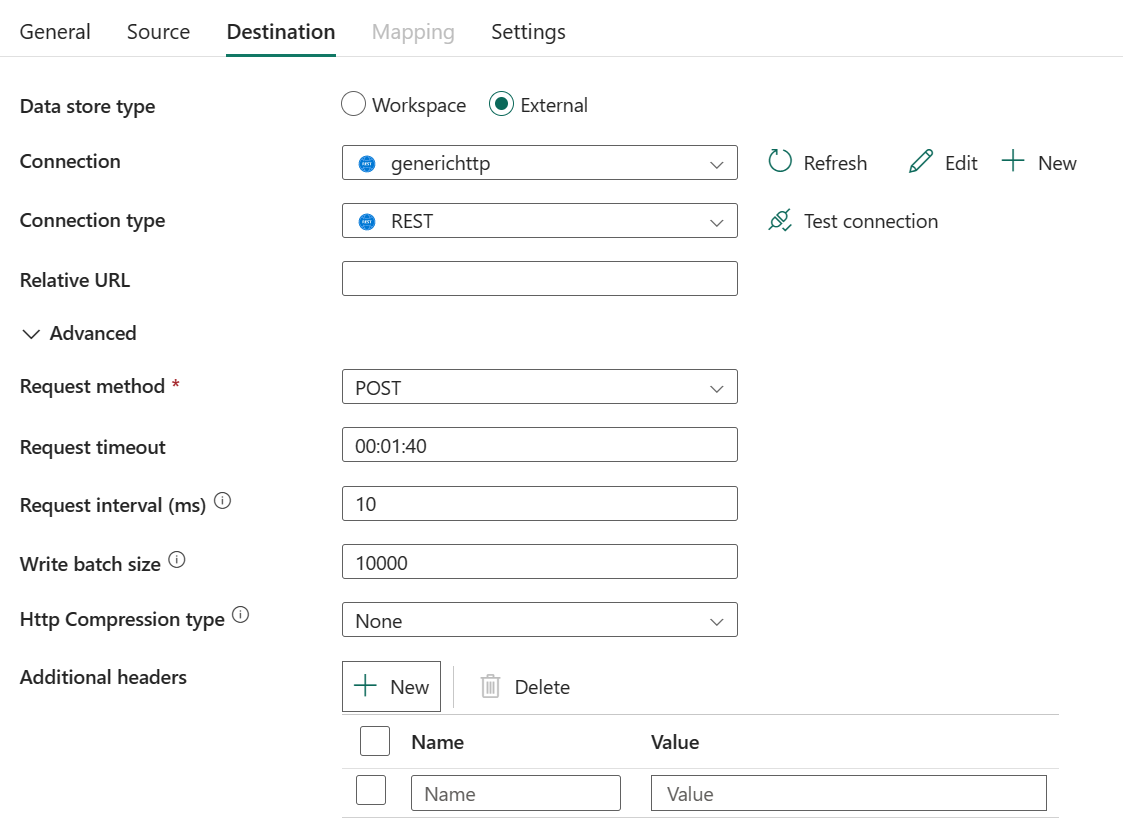 General Source Destination Mapping Settings
Data store type Workspace External
Connection REST generichttp Refresh Edit New
Connection type REST REST Test connection
Relative URL
Advanced
Request method * POST
Request timeout 00:01:40
Request interval (ms) 10
Write batch size 10000
Http Compression type None
Additional headers New Delete
Name Value
Name Value